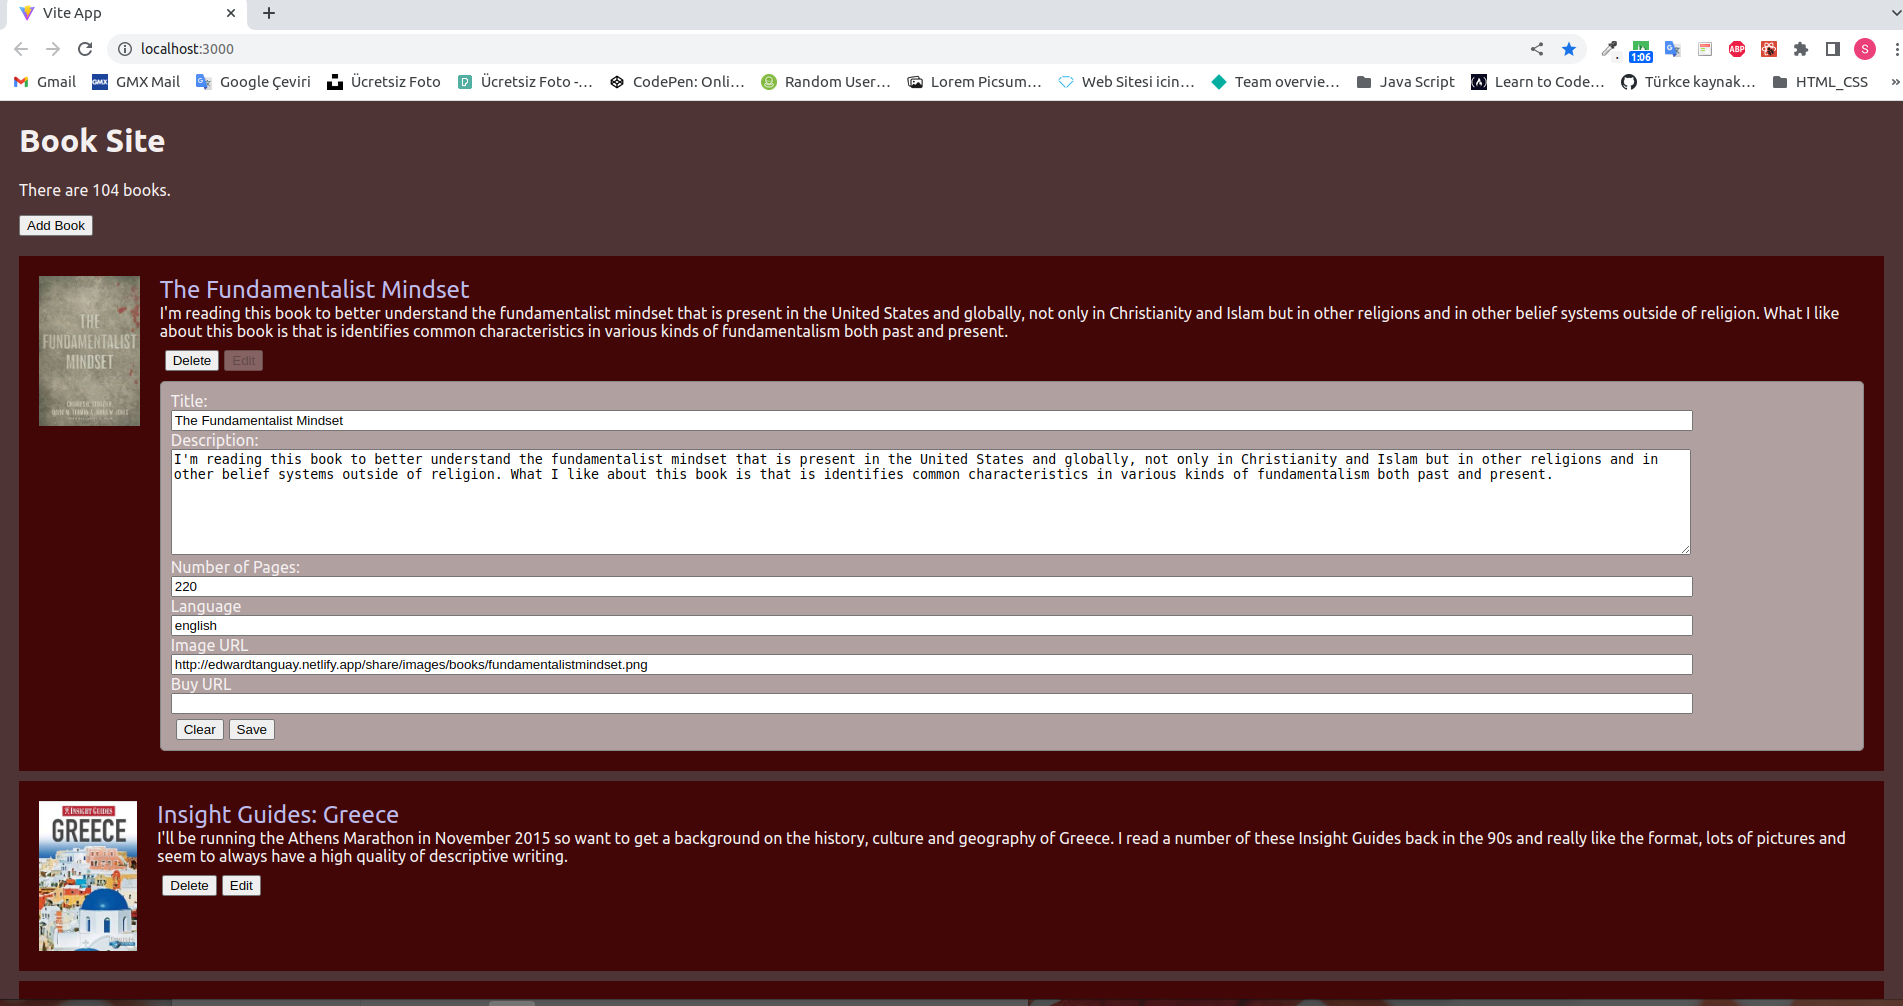 Vite App
localhost:3000
1:06
ABP
S
Gmail
GMX Mail
Google Çeviri
Ücretsiz Foto
Ücretsiz Foto -...
CodePen: Onli...
Random User...
Lorem Picsum...
Web Sitesi icin...
Team overvie...
Java Script
Learn to Code...
Türkce kaynak...
HTML_CSS
»
Book Site
There are 104 books.
Add Book
THE
FUNDAMENTALIST
MINDSET
The Fundamentalist Mindset
I'm reading this book to better understand the fundamentalist mindset that is present in the United States and globally, not only in Christianity and Islam but in other religions and in other belief systems outside of religion. What I like
about this book is that is identifies common characteristics in various kinds of fundamentalism both past and present.
Delete Edit
Title:
The Fundamentalist Mindset
Description:
I'm reading this book to better understand the fundamentalist mindset that is present in the United States and globally, not only in Christianity and Islam but in other religions and in
other belief systems outside of religion. What I like about this book is that is identifies common characteristics in various kinds of fundamentalism both past and present.
Number of Pages:
220
Language
english
Image URL
http://edwardtanguay.netlify.app/share/images/books/fundamentalistmindset.png
Buy URL
Clear Save
INSIGHT GUIDES
GREECE
Insight Guides: Greece
I'll be running the Athens Marathon in November 2015 so want to get a background on the history, culture and geography of Greece. I read a number of these Insight Guides back in the 90s and really like the format, lots of pictures and
seem to always have a high quality of descriptive writing.
Delete Edit